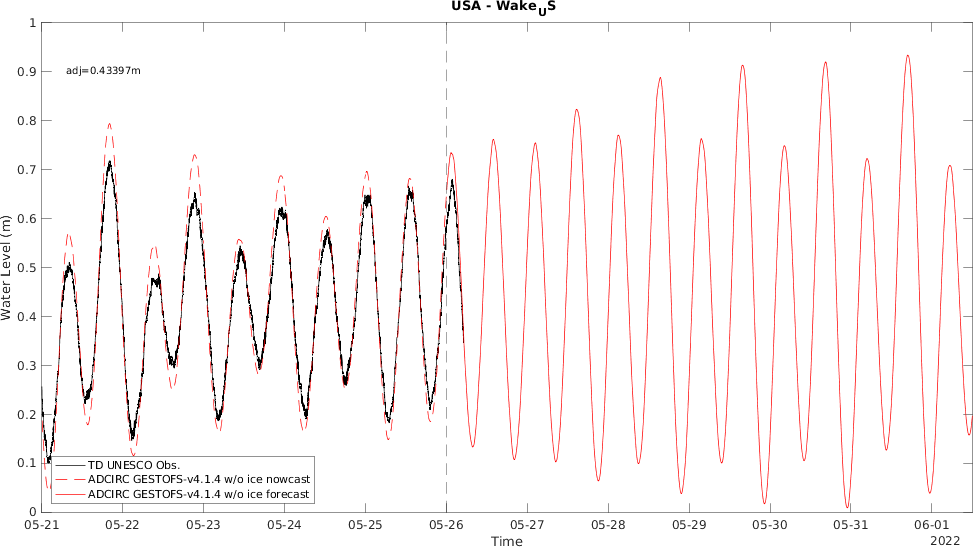 USA - Wake_US
adj=0.43397m
Water Level (m)
1
0.9
0.8
0.7
0.6
0.5
0.4
0.3
0.2
0.1
0
TD UNESCO Obs.
ADCIRC GESTOFS-v4.1.4 w/o ice nowcast
ADCIRC GESTOFS-v4.1.4 w/o ice forecast
05-21 05-22 05-23 05-24 05-25 05-26 05-27 05-28 05-29 05-30 05-31 06-01
Time
2022